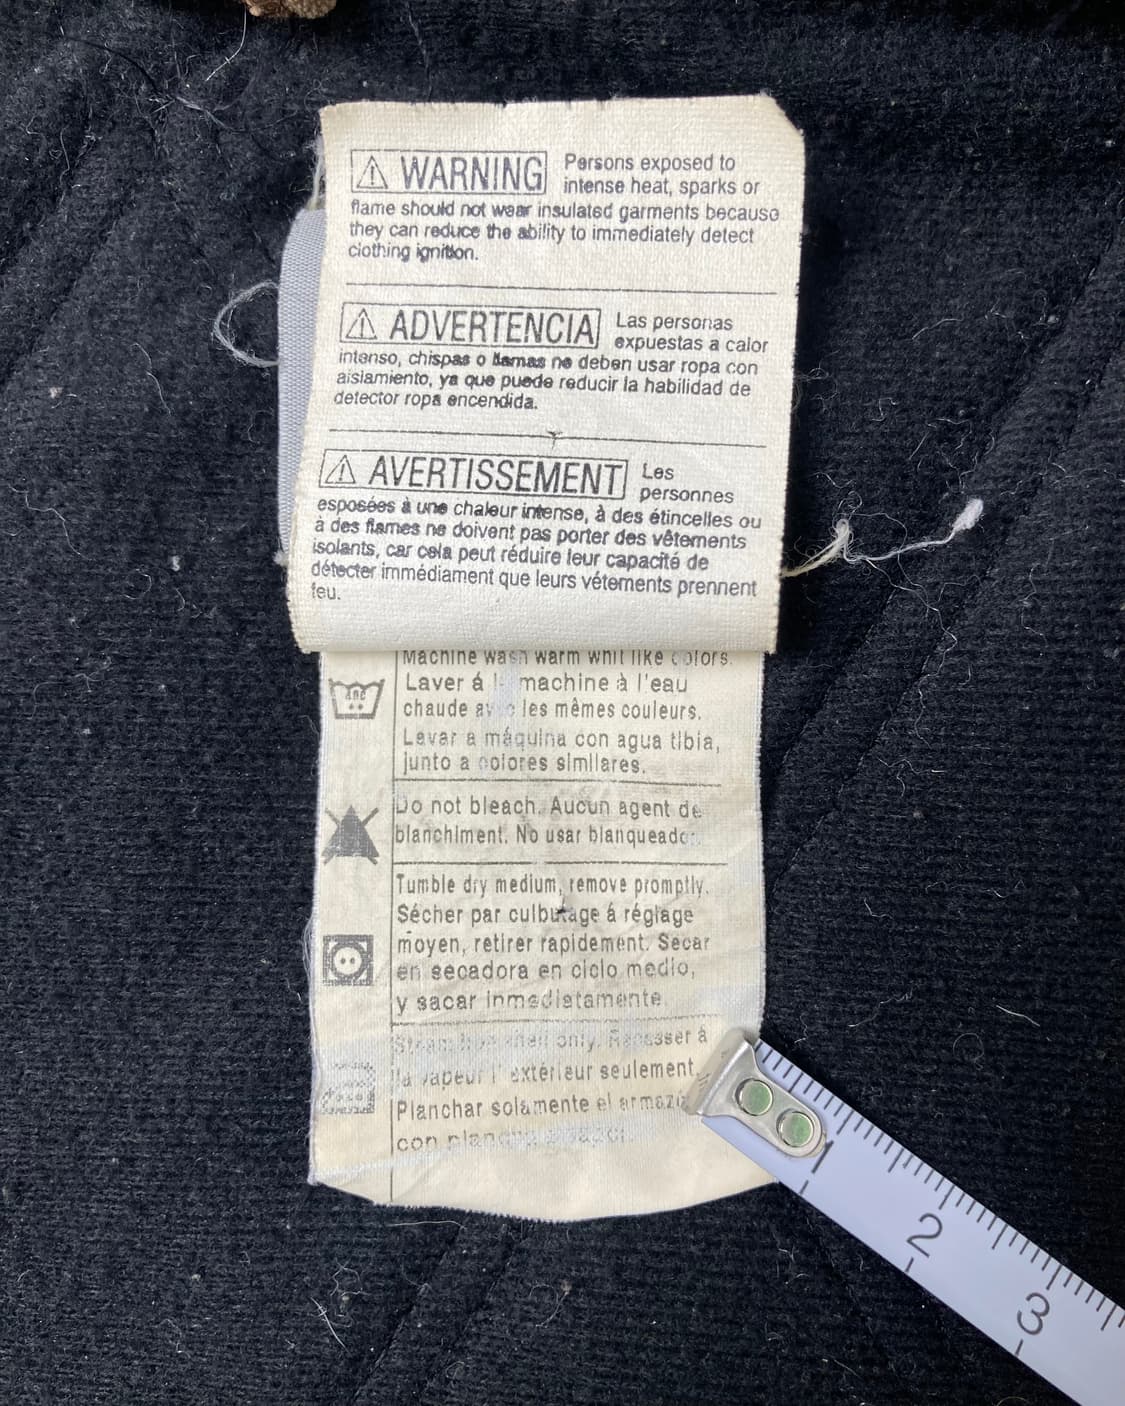 WARNING Persons exposed to
intense heat, sparks or
flame should not wear insulated garments because
they can reduce the ability to immediately detect
clothing ignition.
ADVERTENCIA Las personas
expuestas a calor
intenso, chispas o llamas no deben usar ropa con
aislamiento, ya que puede reducir la habilidad de
detector ropa encendida.
AVERTISSEMENT Les
personnes
esposées à une chaleur intense, à des étincelles ou
à des flames ne doivent pas porter des vêtements
isolants, car cela peut réduire leur capacité de
détecter immédiament que leurs vétements prennent
feu.
Machine wash warm whit like colors.
Laver á machine à l'eau
chaude les mêmes couleurs.
Lavar a máquina con agua tibia,
junto a colores similares.
Do not bleach. Aucun agent de
blanchiment. No usar blanqueador.
Tumble dry medium, remove promptly.
Sécher par culbutage á réglage
moyen, retirer rapidement. Secar
en secadora en ciclo medio,
y sacar inmediatamente.
only. Repasser à
la vapeur l' extérieur seulement.
Planchar solamente el
con
1
2
3